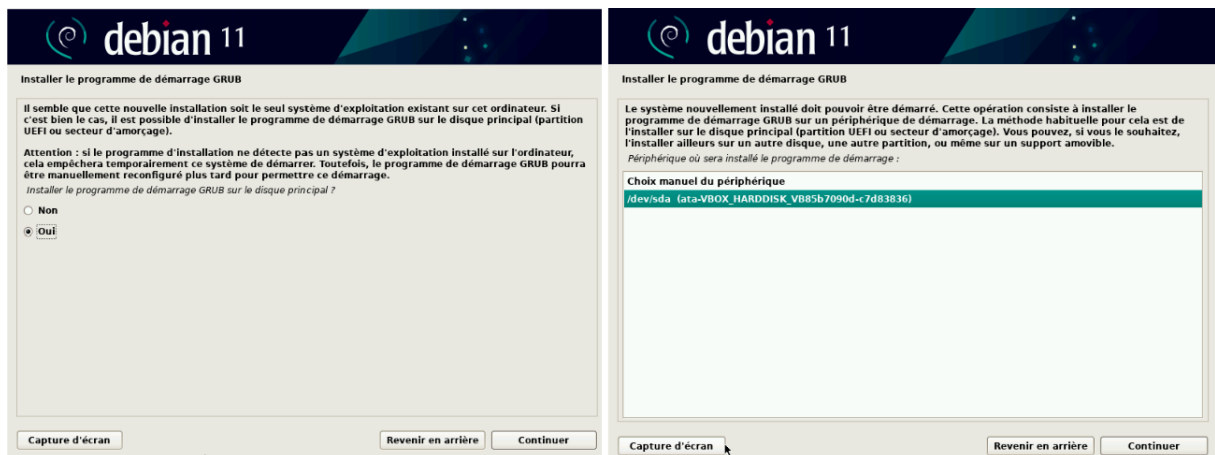 debian 11
Installer le programme de démarrage GRUB
Il semble que cette nouvelle installation soit le seul système d'exploitation existant sur cet ordinateur. Si
c'est bien le cas, il est possible d'installer le programme de démarrage GRUB sur le disque principal (partition
UEFI ou secteur d'amorçage).
Attention : si le programme d'installation ne détecte pas un système d'exploitation installé sur l'ordinateur,
cela empêchera temporairement ce système de démarrer. Toutefois, le programme de démarrage GRUB pourra
être manuellement reconfiguré plus tard pour permettre ce démarrage.
Installer le programme de démarrage GRUB sur le disque principal ?
Non
Oui
Capture d'écran
Revenir en arrière
Continuer
debian 11
Installer le programme de démarrage GRUB
Le système nouvellement installé doit pouvoir être démarré. Cette opération consiste à installer le
programme de démarrage GRUB sur un périphérique de démarrage. La méthode habituelle pour cela est de
l'installer sur le disque principal (partition UEFI ou secteur d'amorçage). Vous pouvez, si vous le souhaitez,
l'installer ailleurs sur un autre disque, une autre partition, ou même sur un support amovible.
Périphérique où sera installé le programme de démarrage :
Choix manuel du périphérique
/dev/sda (ata-VBOX_HARDDISK_VB85b7090d-c7d83836)
Capture d'écran
Revenir en arrière
Continuer